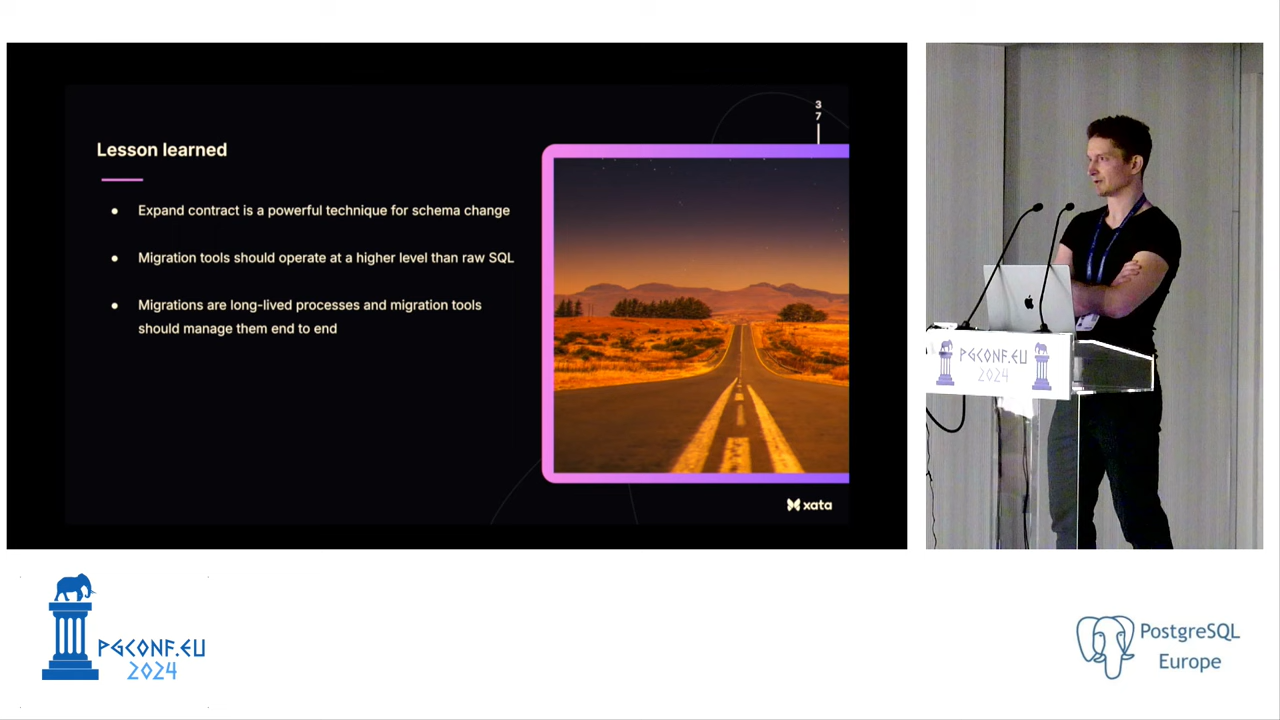 3
7
Lesson learned
Expand contract is a powerful technique for schema change
Migration tools should operate at a higher level than raw SQL
Migrations are long-lived processes and migration tools
should manage them end to end
xata
PGCONF.EU
2024
PGCONF.EU
2024
PostgreSQL
Europe